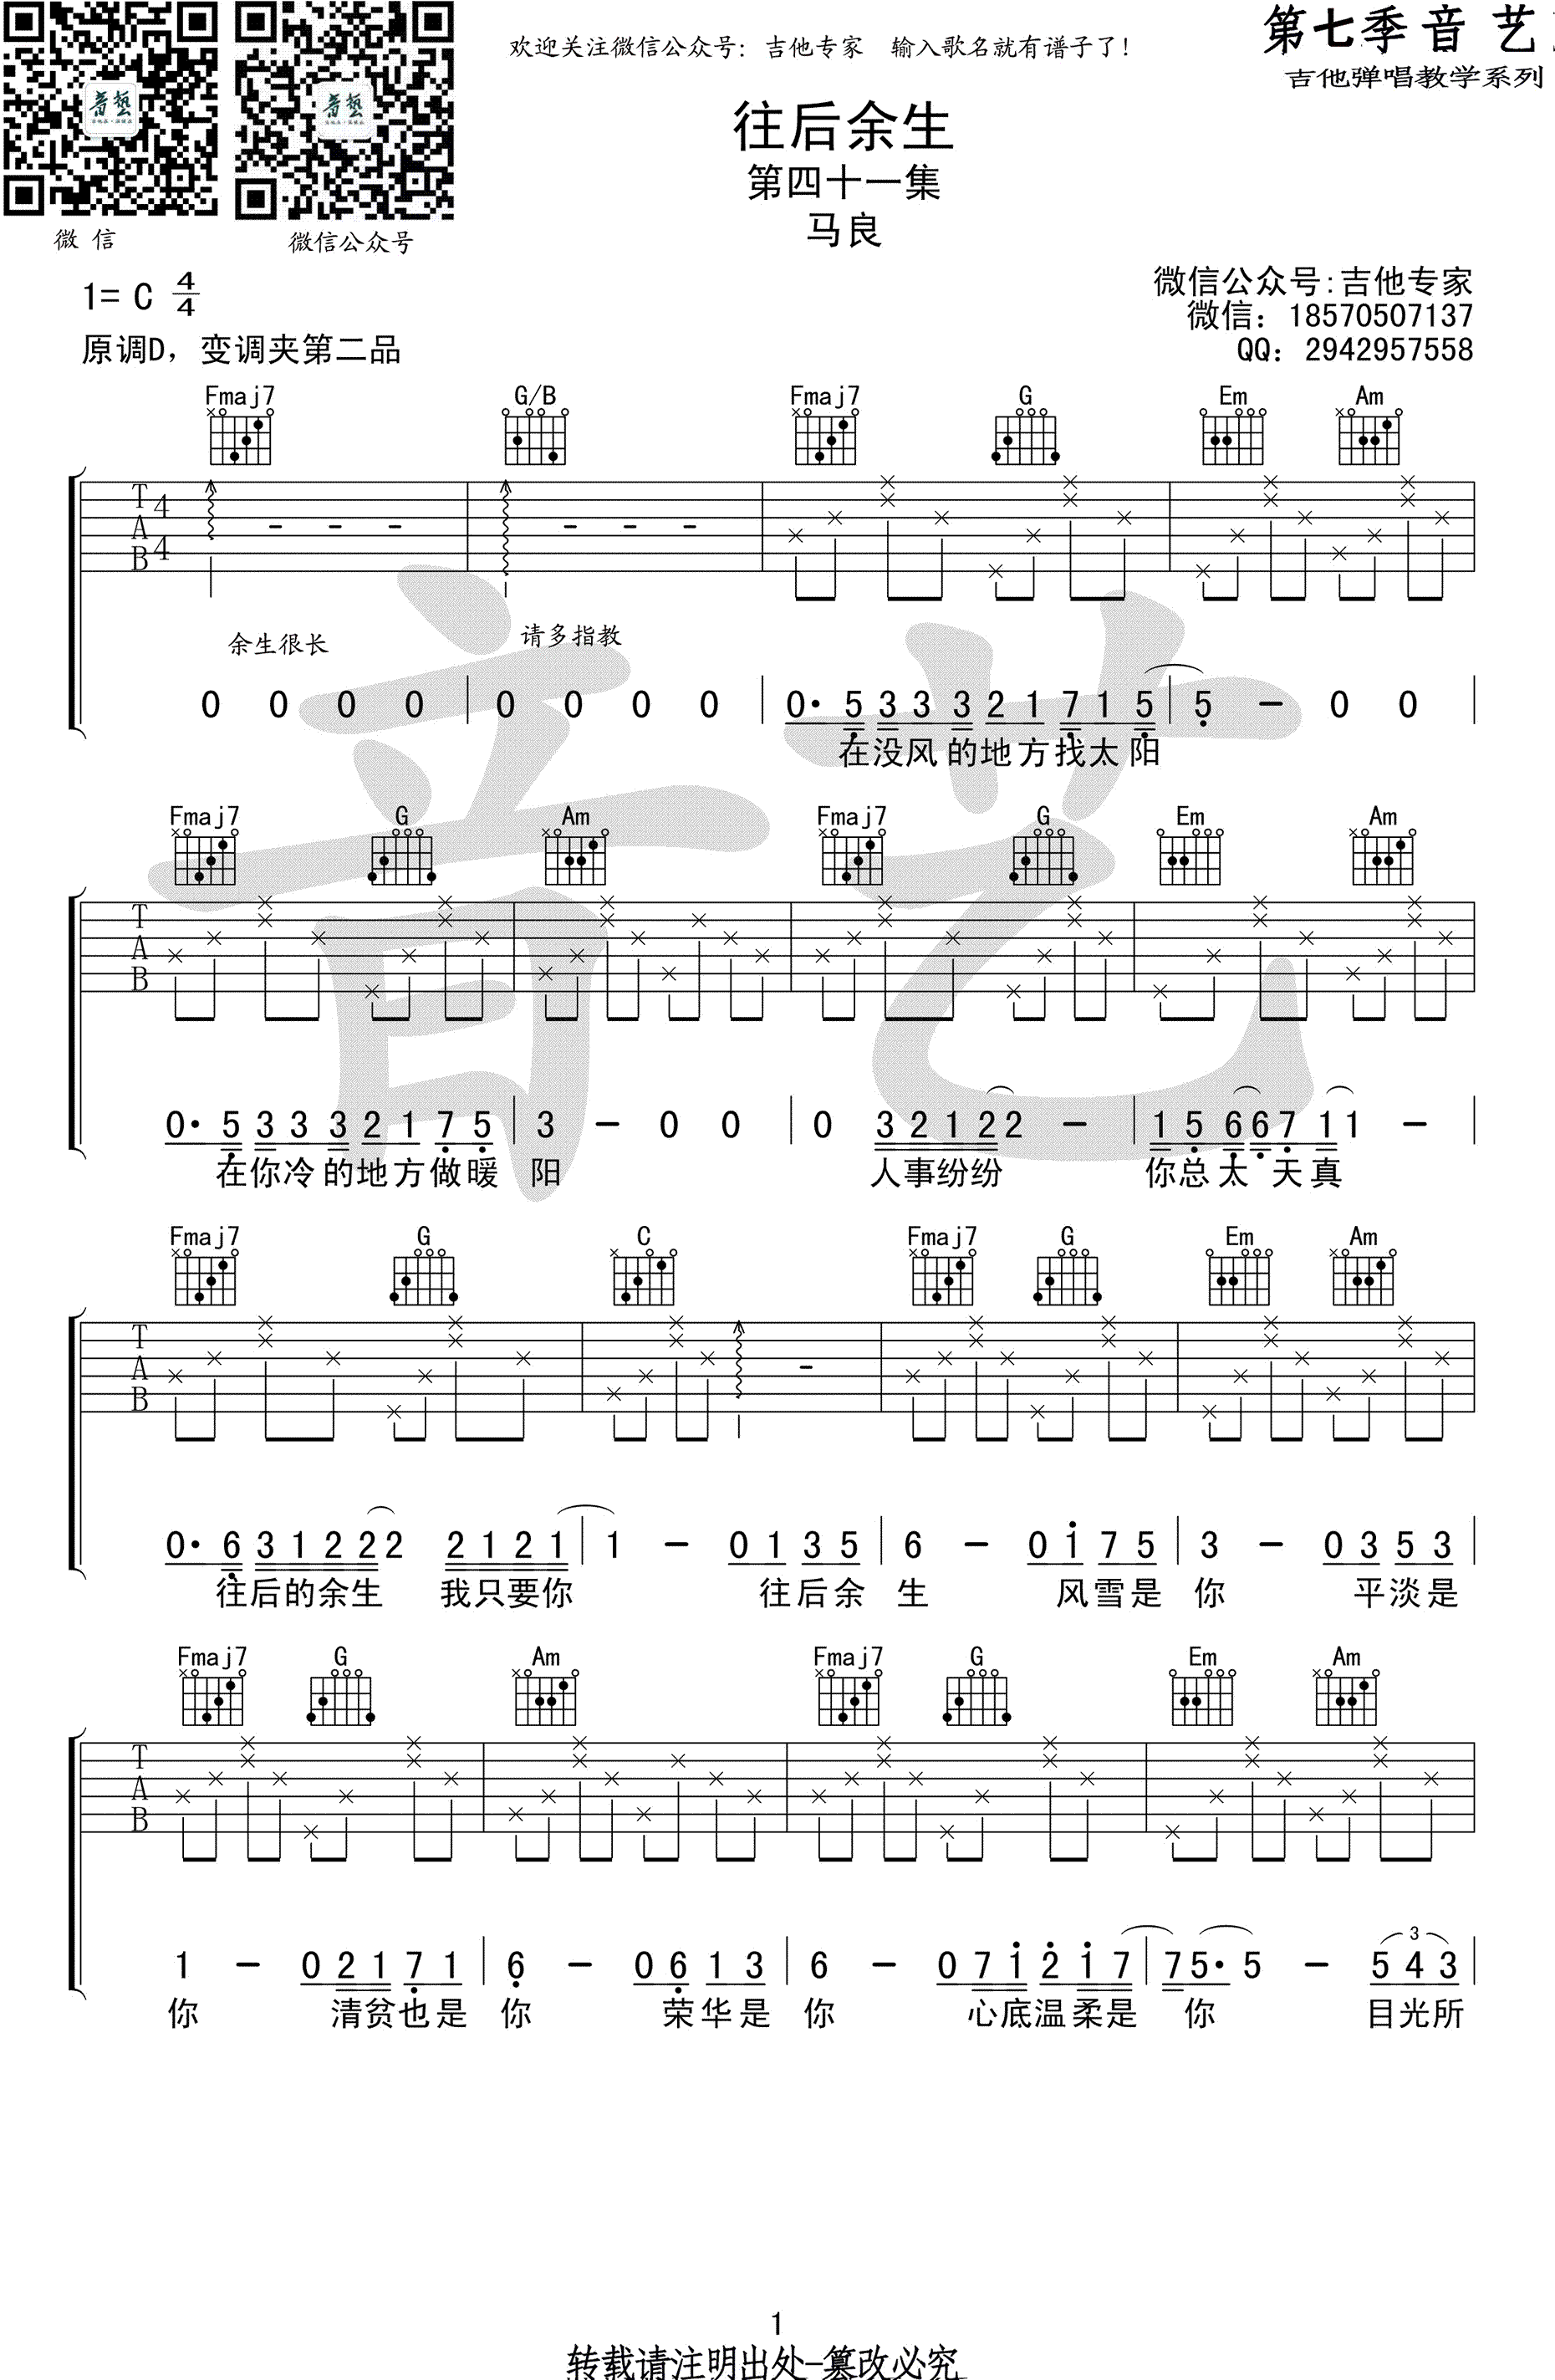 欢迎关注微信公众号：吉他专家 输入歌名就有谱子了！
第七季音艺
吉他弹唱教学系列
音艺
音艺
往后余生
第四十一集
马良
微信 微信公众号
1= C 4/4
微信公众号:吉他专家
微信：18570507137
原调D，变调夹第二品
QQ：2942957558
Fmaj7 G/B Fmaj7 G Em Am
T 4
A
B 4
余生很长 请多指教
0 0 0 0 | 0 0 0 0 | 0· 5 3 3 3 2 1 7 1 5 | 5 - 0 0 |
在没风的地方找太阳
Fmaj7 G Am Fmaj7 G Em Am
T
A
B
0· 5 3 3 3 2 1 7 5 | 3 - 0 0 | 0 3 2 1 2 2 - | 1 5 6 6 7 1 1 - |
在你冷的地方做暖 阳 人事纷纷 你总太天真
Fmaj7 G C Fmaj7 G Em Am
T
A
B
0· 6 3 1 2 2 2 2 1 2 1 | 1 - 0 1 3 5 | 6 - 0 1 7 5 | 3 - 0 3 5 3 |
往后的余生 我只要你 往后余 生 风雪是 你 平淡是
Fmaj7 G Am Fmaj7 G Em Am
T
A
B
1 - 0 2 1 7 1 | 6 - 0 6 1 3 | 6 - 0 7 1 2 1 7 | 7 5· 5 - 5 4 3 |
3
你 清贫也是 你 荣华是 你 心底温柔是 你 目光所
1
转载请注明出处-篡改必究